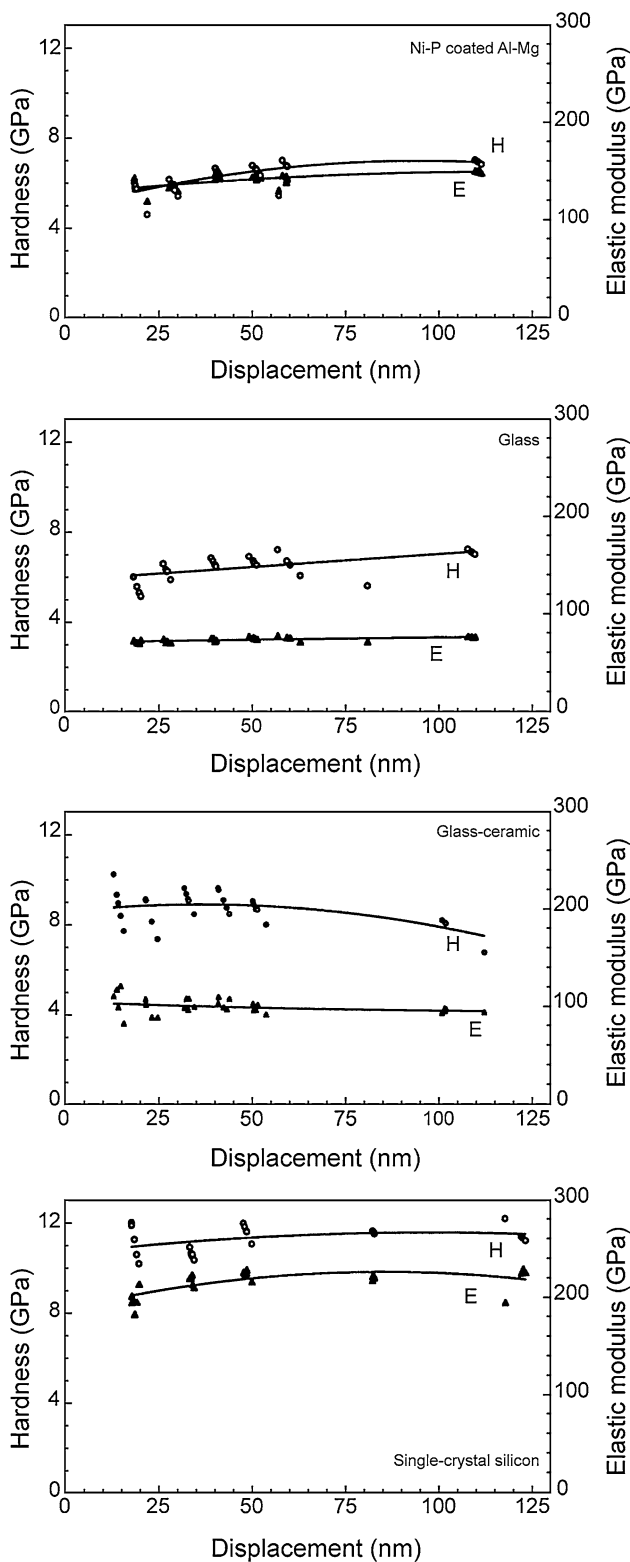 Ni-P coated Al-Mg
12
8
4
0
300
200
100
0
H
E
Hardness (GPa)
Elastic modulus (GPa)
0 25 50 75 100 125
Displacement (nm)
Glass
12
8
4
0
300
200
100
0
H
E
Hardness (GPa)
Elastic modulus (GPa)
0 25 50 75 100 125
Displacement (nm)
Glass-ceramic
12
8
4
0
300
200
100
0
H
E
Hardness (GPa)
Elastic modulus (GPa)
0 25 50 75 100 125
Displacement (nm)
12
8
4
0
300
200
100
0
H
E
Single-crystal silicon
Hardness (GPa)
Elastic modulus (GPa)
0 25 50 75 100 125
Displacement (nm)